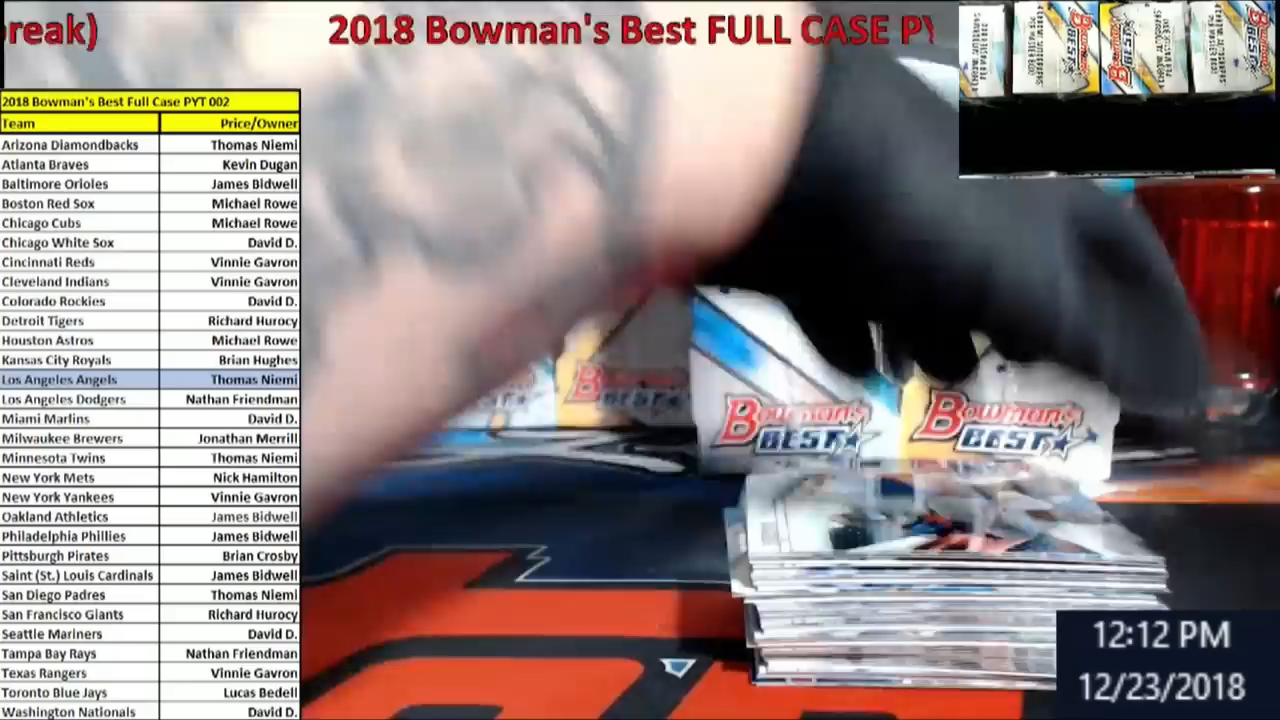 reak)
2018 Bowman's Best FULL CASE PY
2018 Bowman's Best Full Case PYT 002
Team Price/Owner
Arizona Diamondbacks Thomas Niemi
Atlanta Braves Kevin Dugan
Baltimore Orioles James Bidwell
Boston Red Sox Michael Rowe
Chicago Cubs Michael Rowe
Chicago White Sox David D.
Cincinnati Reds Vinnie Gavron
Cleveland Indians Vinnie Gavron
Colorado Rockies David D.
Detroit Tigers Richard Hurocy
Houston Astros Michael Rowe
Kansas City Royals Brian Hughes
Los Angeles Angels Thomas Niemi
Los Angeles Dodgers Nathan Friendman
Miami Marlins David D.
Milwaukee Brewers Jonathan Merrill
Minnesota Twins Thomas Niemi
New York Mets Nick Hamilton
New York Yankees Vinnie Gavron
Oakland Athletics James Bidwell
Philadelphia Phillies James Bidwell
Pittsburgh Pirates Brian Crosby
Saint (St.) Louis Cardinals James Bidwell
San Diego Padres Thomas Niemi
San Francisco Giants Richard Hurocy
Seattle Mariners David D.
Tampa Bay Rays Nathan Friendman
Texas Rangers Vinnie Gavron
Toronto Blue Jays Lucas Bedell
Washington Nationals David D.
Bowman's BEST
Bowman's BEST
Bowman's BEST
Bowman's BEST
Bowman's BEST
Bowman's BEST
12:12 PM
12/23/2018